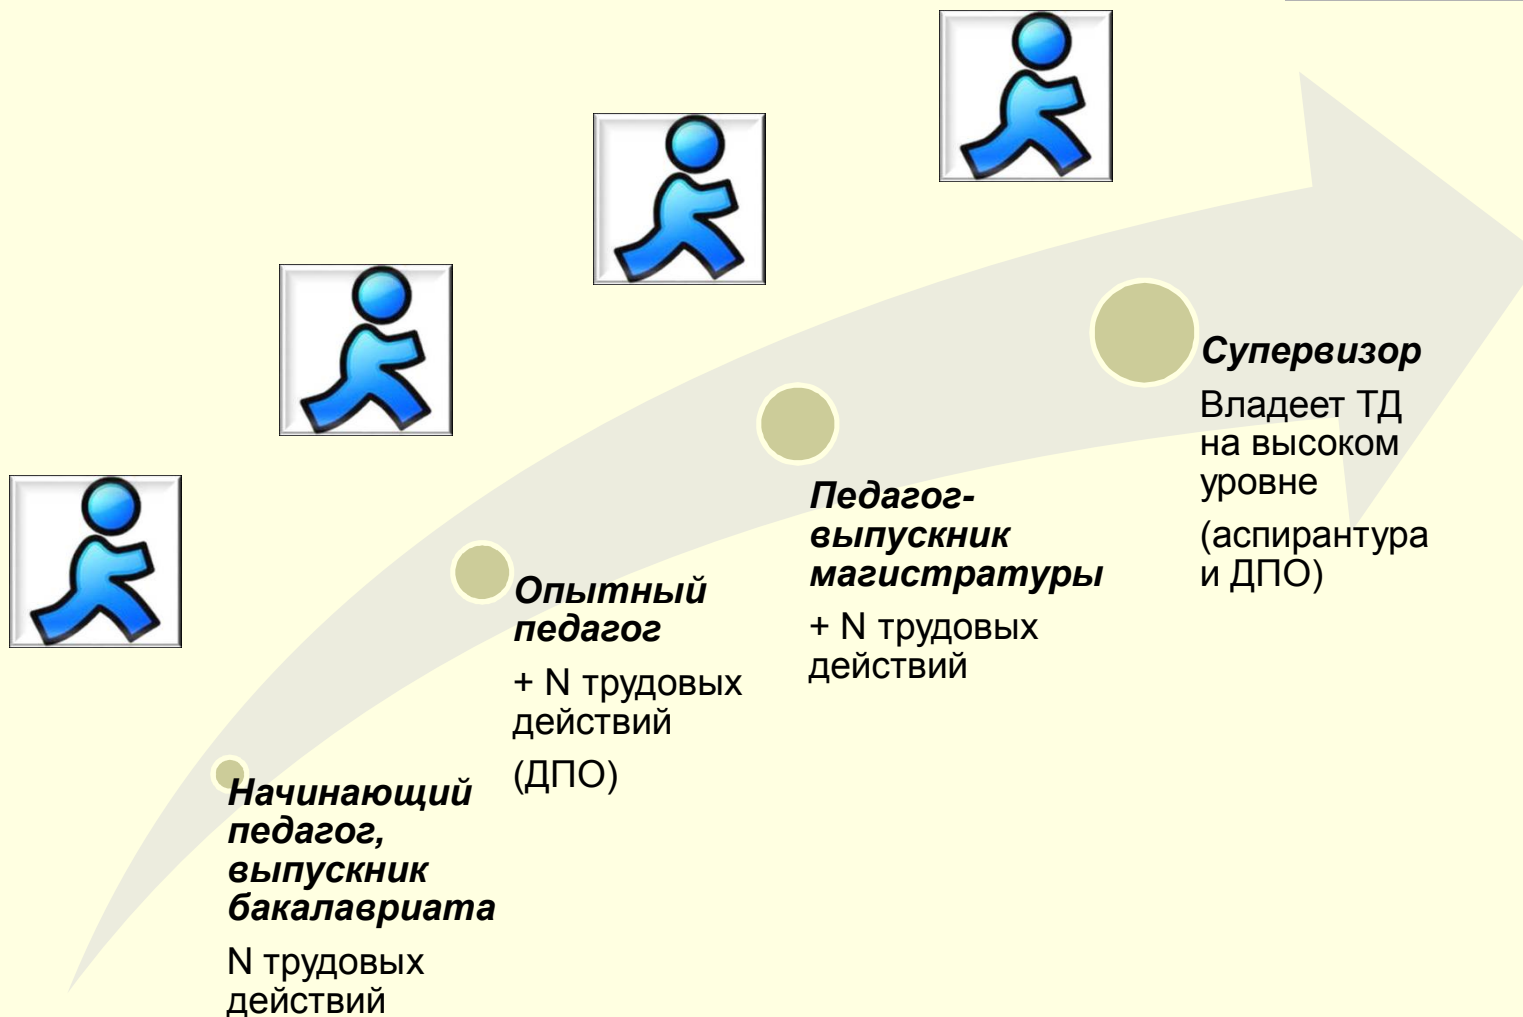 Начинающий
педагог,
выпускник
бакалавриата
N трудовых
действий
Опытный
педагог
+ N трудовых
действий
(ДПО)
Педагог-
выпускник
магистратуры
+ N трудовых
действий
Супервизор
Владеет ТД
на высоком
уровне
(аспирантура
и ДПО)